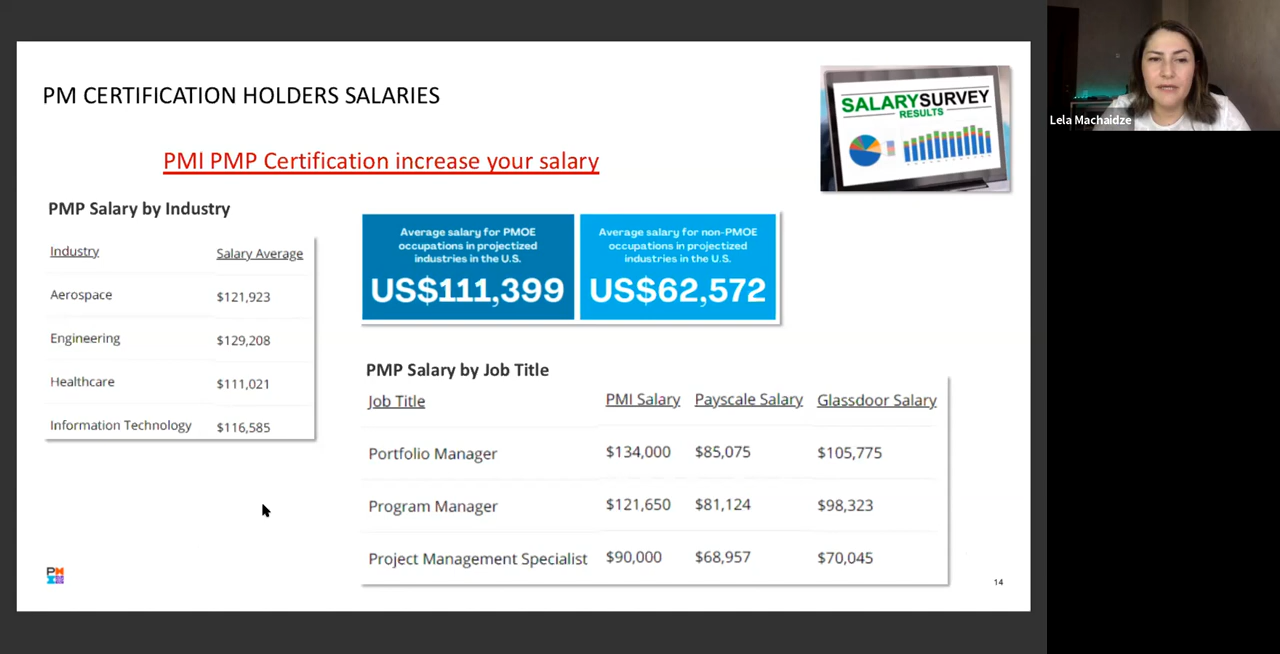 PM CERTIFICATION HOLDERS SALARIES
SALARYSURVEY
RESULTS
Lela Machaidze
PMI PMP Certification increase your salary
PMP Salary by Industry
Industry Salary Average
Aerospace $121,923
Engineering $129,208
Healthcare $111,021
Information Technology $116,585
Average salary for PMOE
occupations in projectized
industries in the U.S.
US$111,399
Average salary for non-PMOE
occupations in projectized
industries in the U.S.
US$62,572
PMP Salary by Job Title
Job Title PMI Salary Payscale Salary Glassdoor Salary
Portfolio Manager $134,000 $85,075 $105,775
Program Manager $121,650 $81,124 $98,323
Project Management Specialist $90,000 $68,957 $70,045
14